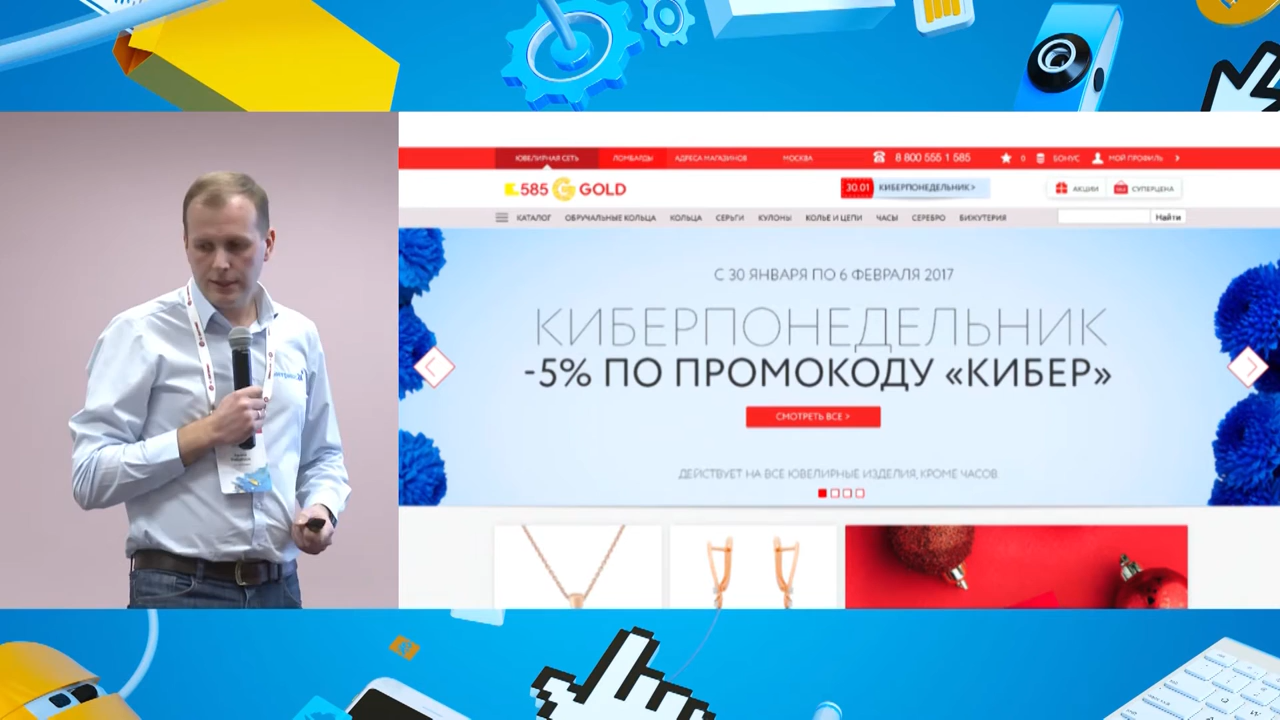 ЮВЕЛИРНАЯ СЕТЬ ЛОМБАРДЫ АДРЕСА МАГАЗИНОВ МОСКВА 8 800 555 1 585 0 БОНУС МОЙ ПРОФИЛЬ
585 GOLD 30.01 КИБЕРПОНЕДЕЛЬНИК > АКЦИИ СУПЕРЦЕНА
КАТАЛОГ ОБРУЧАЛЬНЫЕ КОЛЬЦА КОЛЬЦА СЕРЬГИ КУЛОНЫ КОЛЬЕ И ЦЕПИ ЧАСЫ СЕРЕБРО БИЖУТЕРИЯ Найти
С 30 ЯНВАРЯ ПО 6 ФЕВРАЛЯ 2017
КИБЕРПОНЕДЕЛЬНИК
-5% ПО ПРОМОКОДУ «КИБЕР»
СМОТРЕТЬ ВСЕ >
ДЕЙСТВУЕТ НА ВСЕ ЮВЕЛИРНЫЕ ИЗДЕЛИЯ, КРОМЕ ЧАСОВ.